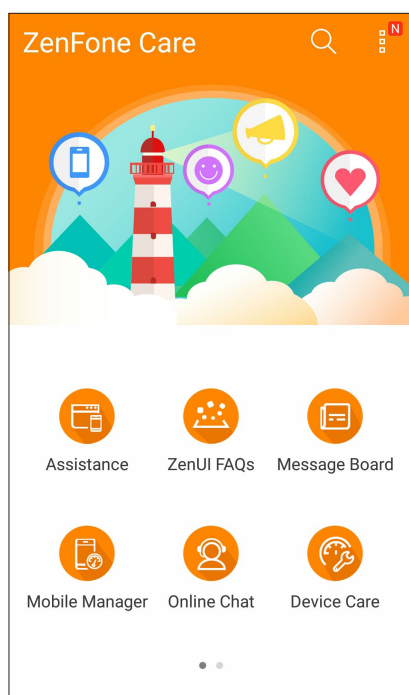 ZenFone Care
N
Assistance
ZenUI FAQs
Message Board
Mobile Manager
Online Chat
Device Care